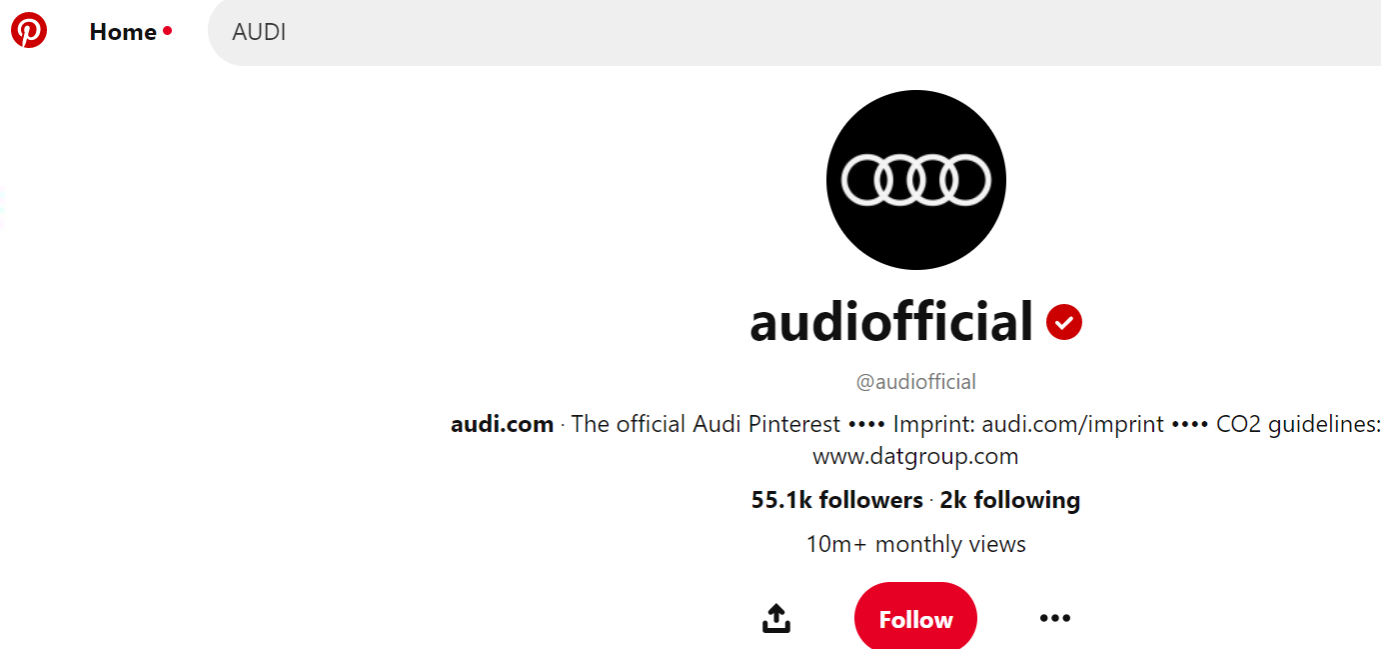 Home
AUDI
audiofficial
@audiofficial
audi.com · The official Audi Pinterest •••• Imprint: audi.com/imprint •••• CO2 guidelines:
www.datgroup.com
55.1k followers · 2k following
10m+ monthly views
Follow